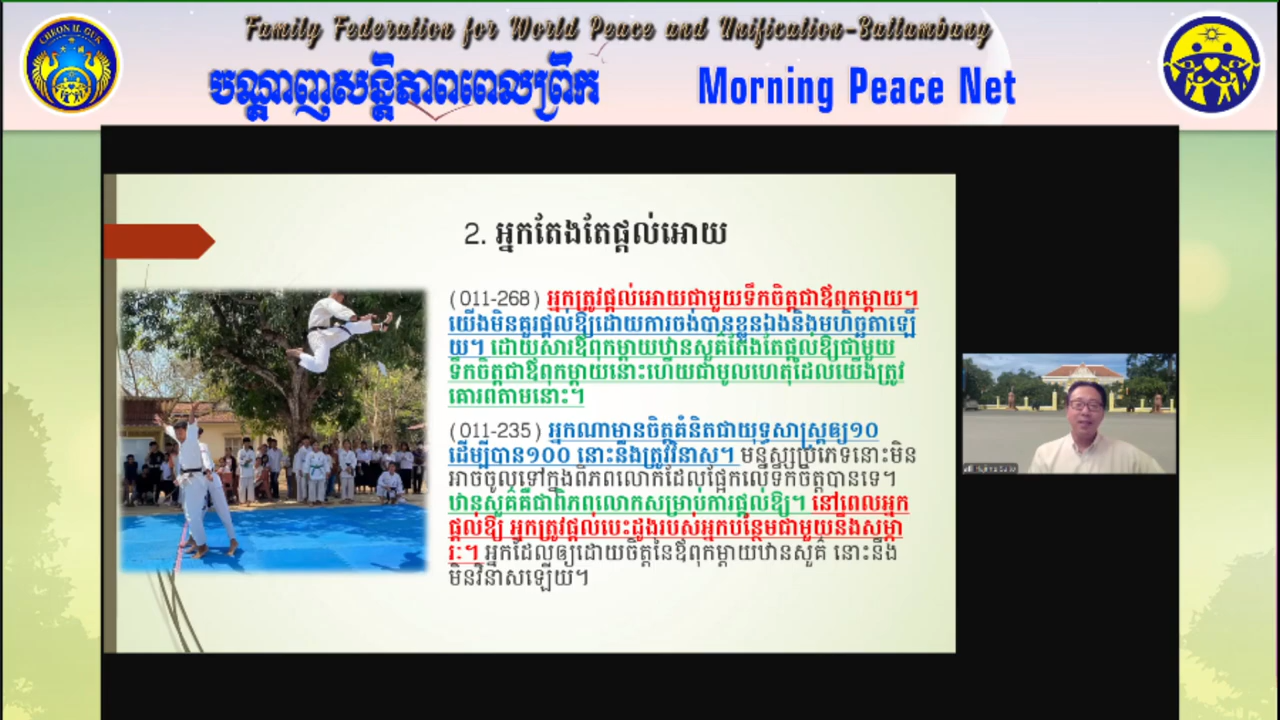 Family Federation for World Peace and Unification-Battambang
CHEON IL GUK
បណ្ដាញសន្តិភាពពេលព្រឹក Morning Peace Net
2. អ្នកតែងតែផ្តល់អោយ
(011-268) អ្នកត្រូវផ្តល់អោយជាមួយទឹកចិត្តជាឪពុកម្តាយ។
យើងមិនគួរផ្តល់ឱ្យដោយការចង់បានខ្លួនឯងនិងមហិច្ឆតាឡើ
យ។ ដោយសារឪពុកម្តាយឋានសួគ៌តែងតែផ្តល់ឱ្យជាមួយ
ទឹកចិត្តជាឪពុកម្តាយនោះហើយជាមូលហេតុដែលយើងត្រូវ
គោរពតាមនោះ។
(011-235) អ្នកណាមានចិត្តគំនិតជាយុទ្ធសាស្ត្រឲ្យ១០
ដើម្បីបាន១០០ នោះនឹងត្រូវវិនាស។ មនុស្សប្រភេទនោះមិន
អាចចូលទៅក្នុងពិភពលោកដែលផ្អែកលើទឹកចិត្តបានទេ។
ឋានសួគ៌គឺជាពិភពលោកសម្រាប់ការផ្តល់ឱ្យ។ នៅពេលអ្នក
ផ្តល់ឱ្យ អ្នកត្រូវផ្តល់បេះដូងរបស់អ្នកបន្ថែមជាមួយនឹងសម្ភា
រៈ។ អ្នកដែលឲ្យដោយចិត្តនៃឪពុកម្តាយឋានសួគ៌ នោះនឹង
មិនវិនាសឡើយ។